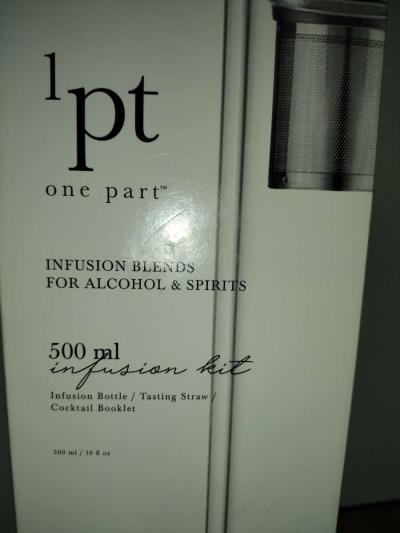 1pt
one part™
INFUSION BLENDS
FOR ALCOHOL & SPIRITS
500 ml
infusion kit
Infusion Bottle / Tasting Straw /
Cocktail Booklet
500 ml / 16 fl oz